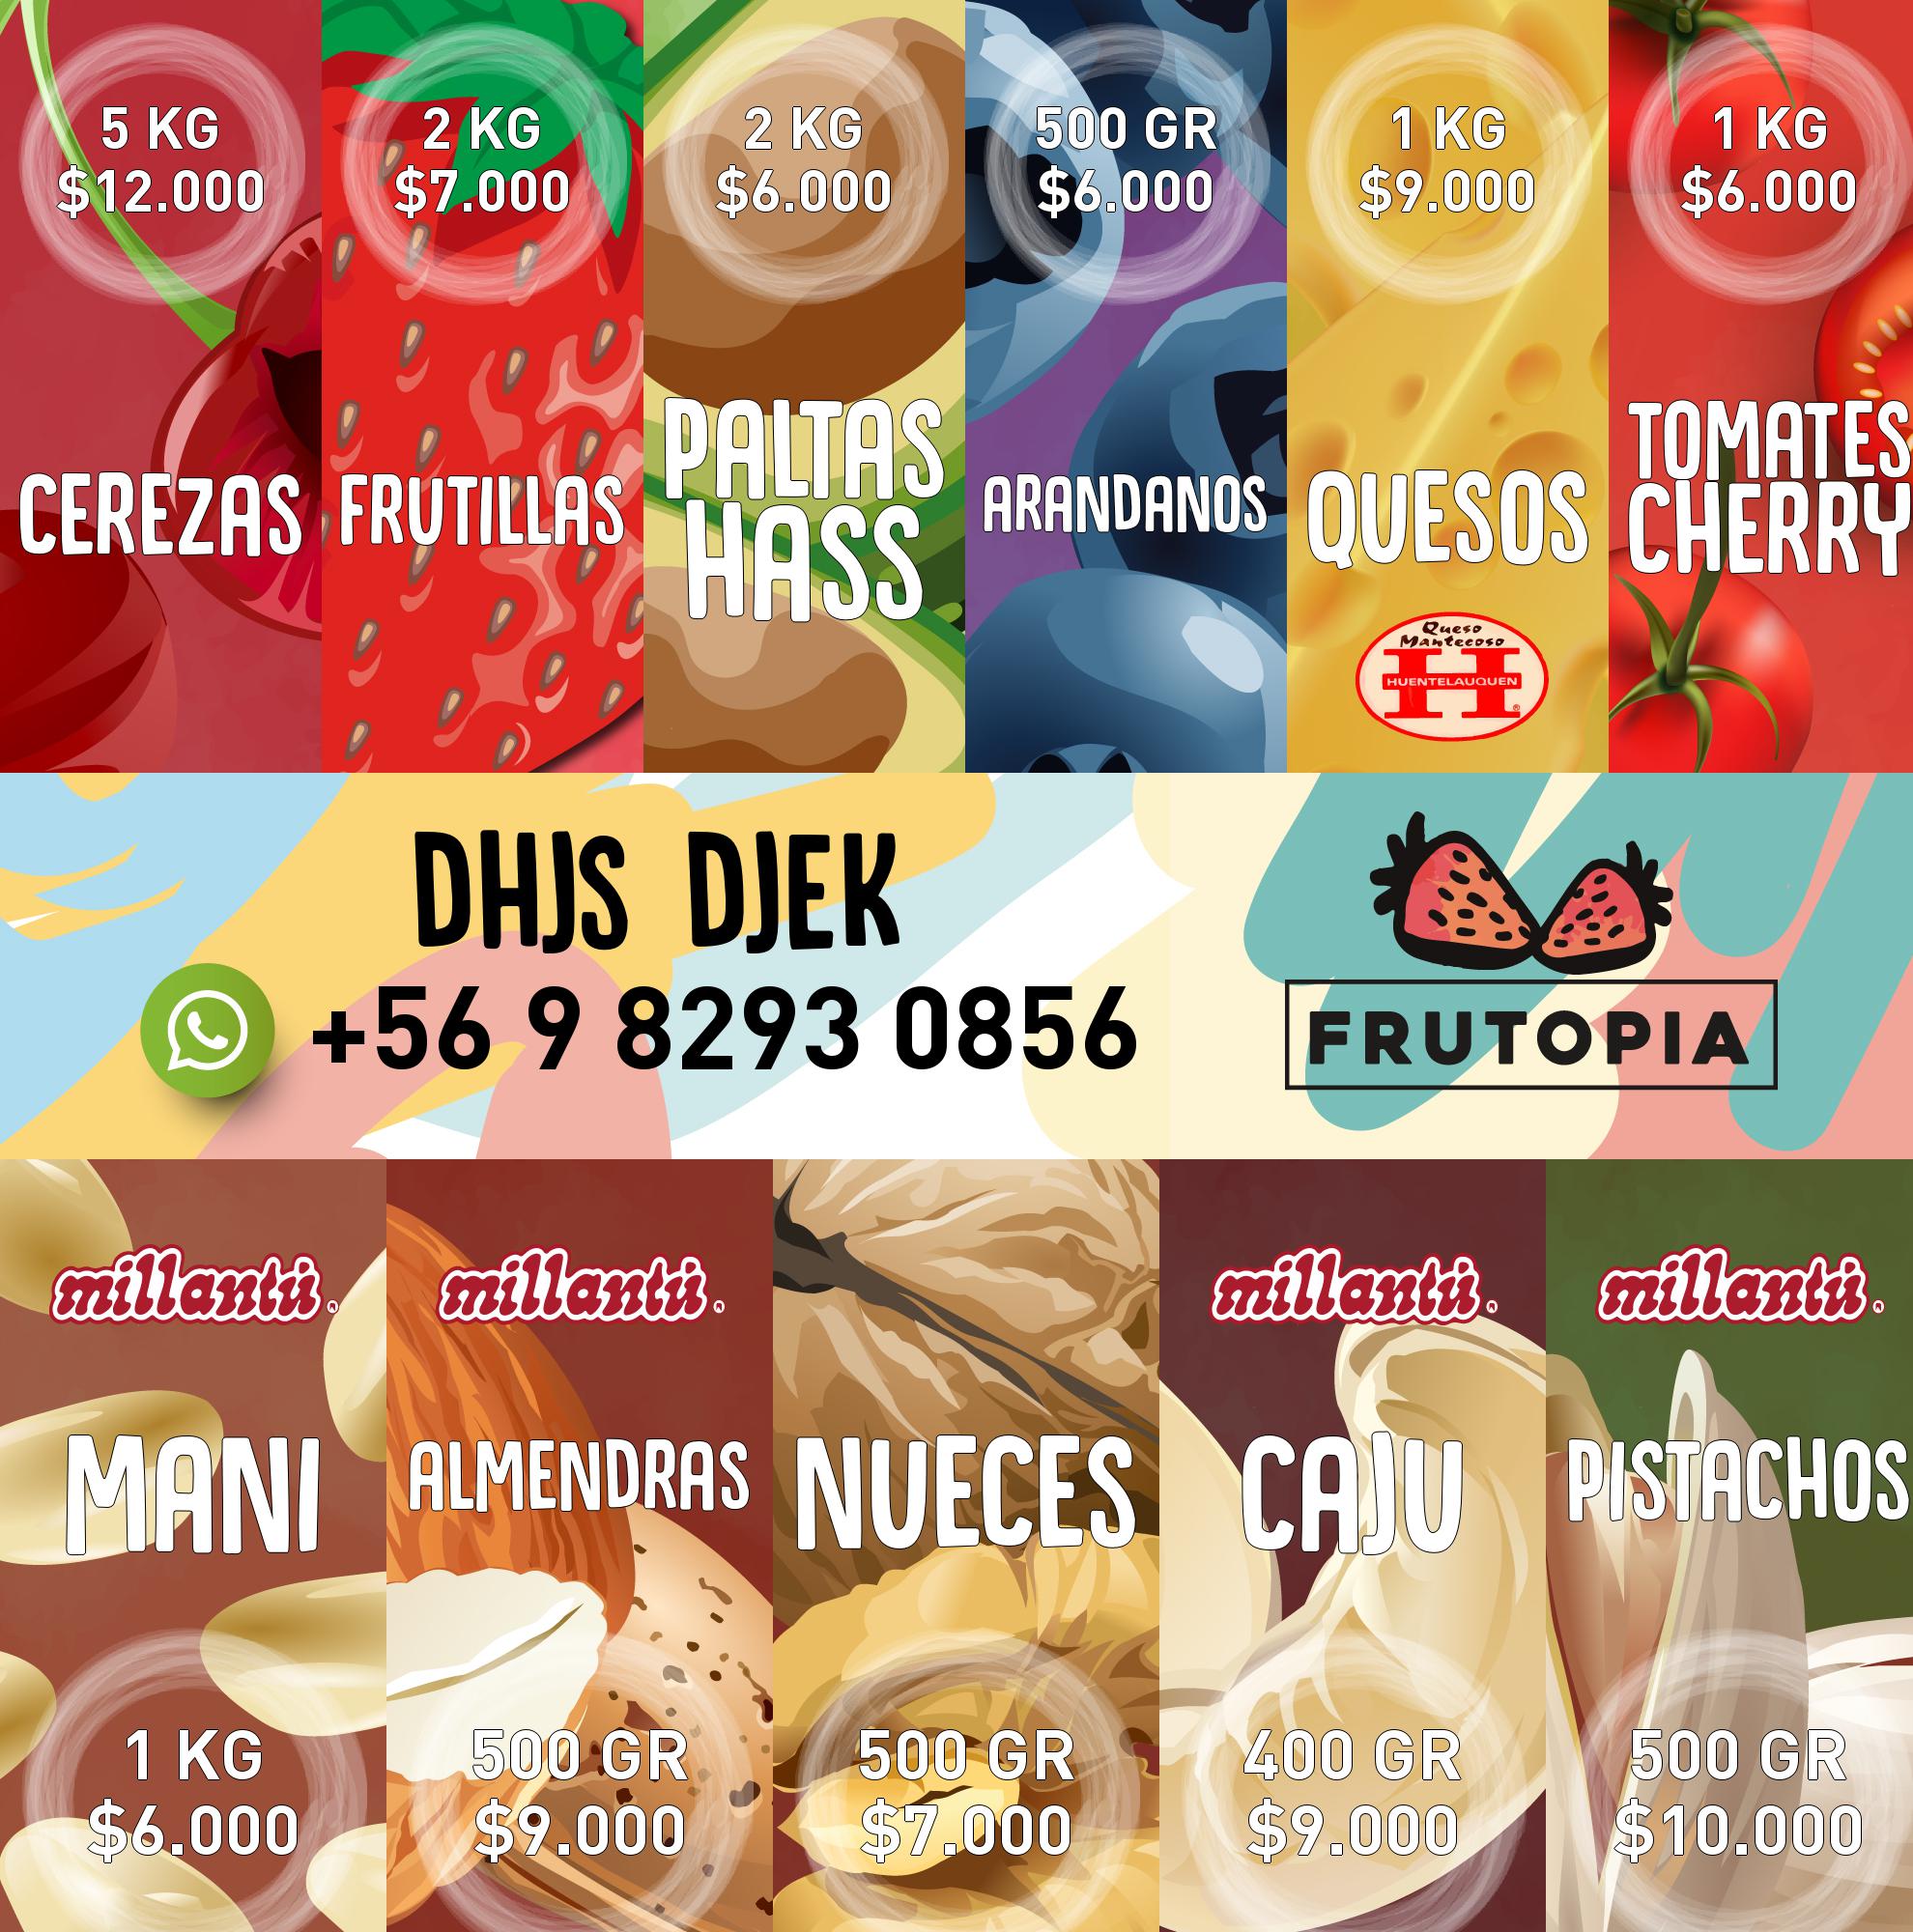 5 KG
$12.000
CEREZAS
2 KG
$7.000
FRUTILLAS
2 KG
$6.000
PALTAS
HASS
500 GR
$6.000
ARANDANOS
1 KG
$9.000
QUESOS
Queso
Mantecoso
H
HUENTELAUQUEN
®
1 KG
$6.000
TOMATES
CHERRY
DHJS DJEK
+56 9 8293 0856
FRUTOPIA
millantú®
MANI
1 KG
$6.000
millantú®
ALMENDRAS
500 GR
$9.000
NUECES
500 GR
$7.000
millantú®
CAJU
400 GR
$9.000
millantú®
PISTACHOS
500 GR
$10.000